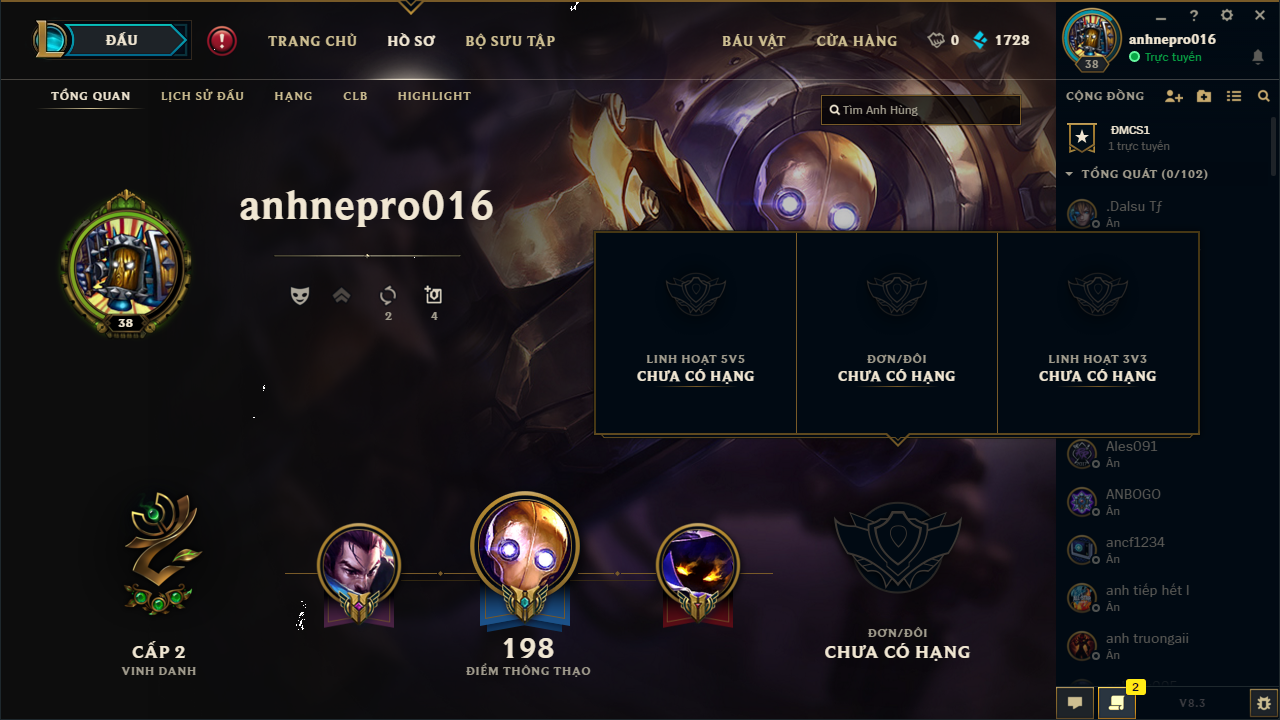 ĐẤU
!
TRANG CHỦ
HỒ SƠ
BỘ SƯU TẬP
BÁU VẬT
CỬA HÀNG
0
1728
?
anhnepro016
Trực tuyến
38
TỔNG QUAN
LỊCH SỬ ĐẤU
HẠNG
CLB
HIGHLIGHT
Tìm Anh Hùng
CỘNG ĐỒNG
ĐMCS1
1 trực tuyến
TỔNG QUÁT (0/102)
.Dalsu Tƒ
Ẩn
anhnepro016
38
2
4
LINH HOẠT 5V5
CHƯA CÓ HẠNG
ĐƠN/ĐÔI
CHƯA CÓ HẠNG
LINH HOẠT 3V3
CHƯA CÓ HẠNG
Ales091
Ẩn
ANBOGO
Ẩn
ancf1234
Ẩn
anh tiếp hết l
Ẩn
anh truongaii
Ẩn
CẤP 2
VINH DANH
198
ĐIỂM THÔNG THẠO
ĐƠN/ĐÔI
CHƯA CÓ HẠNG
2
V8.3